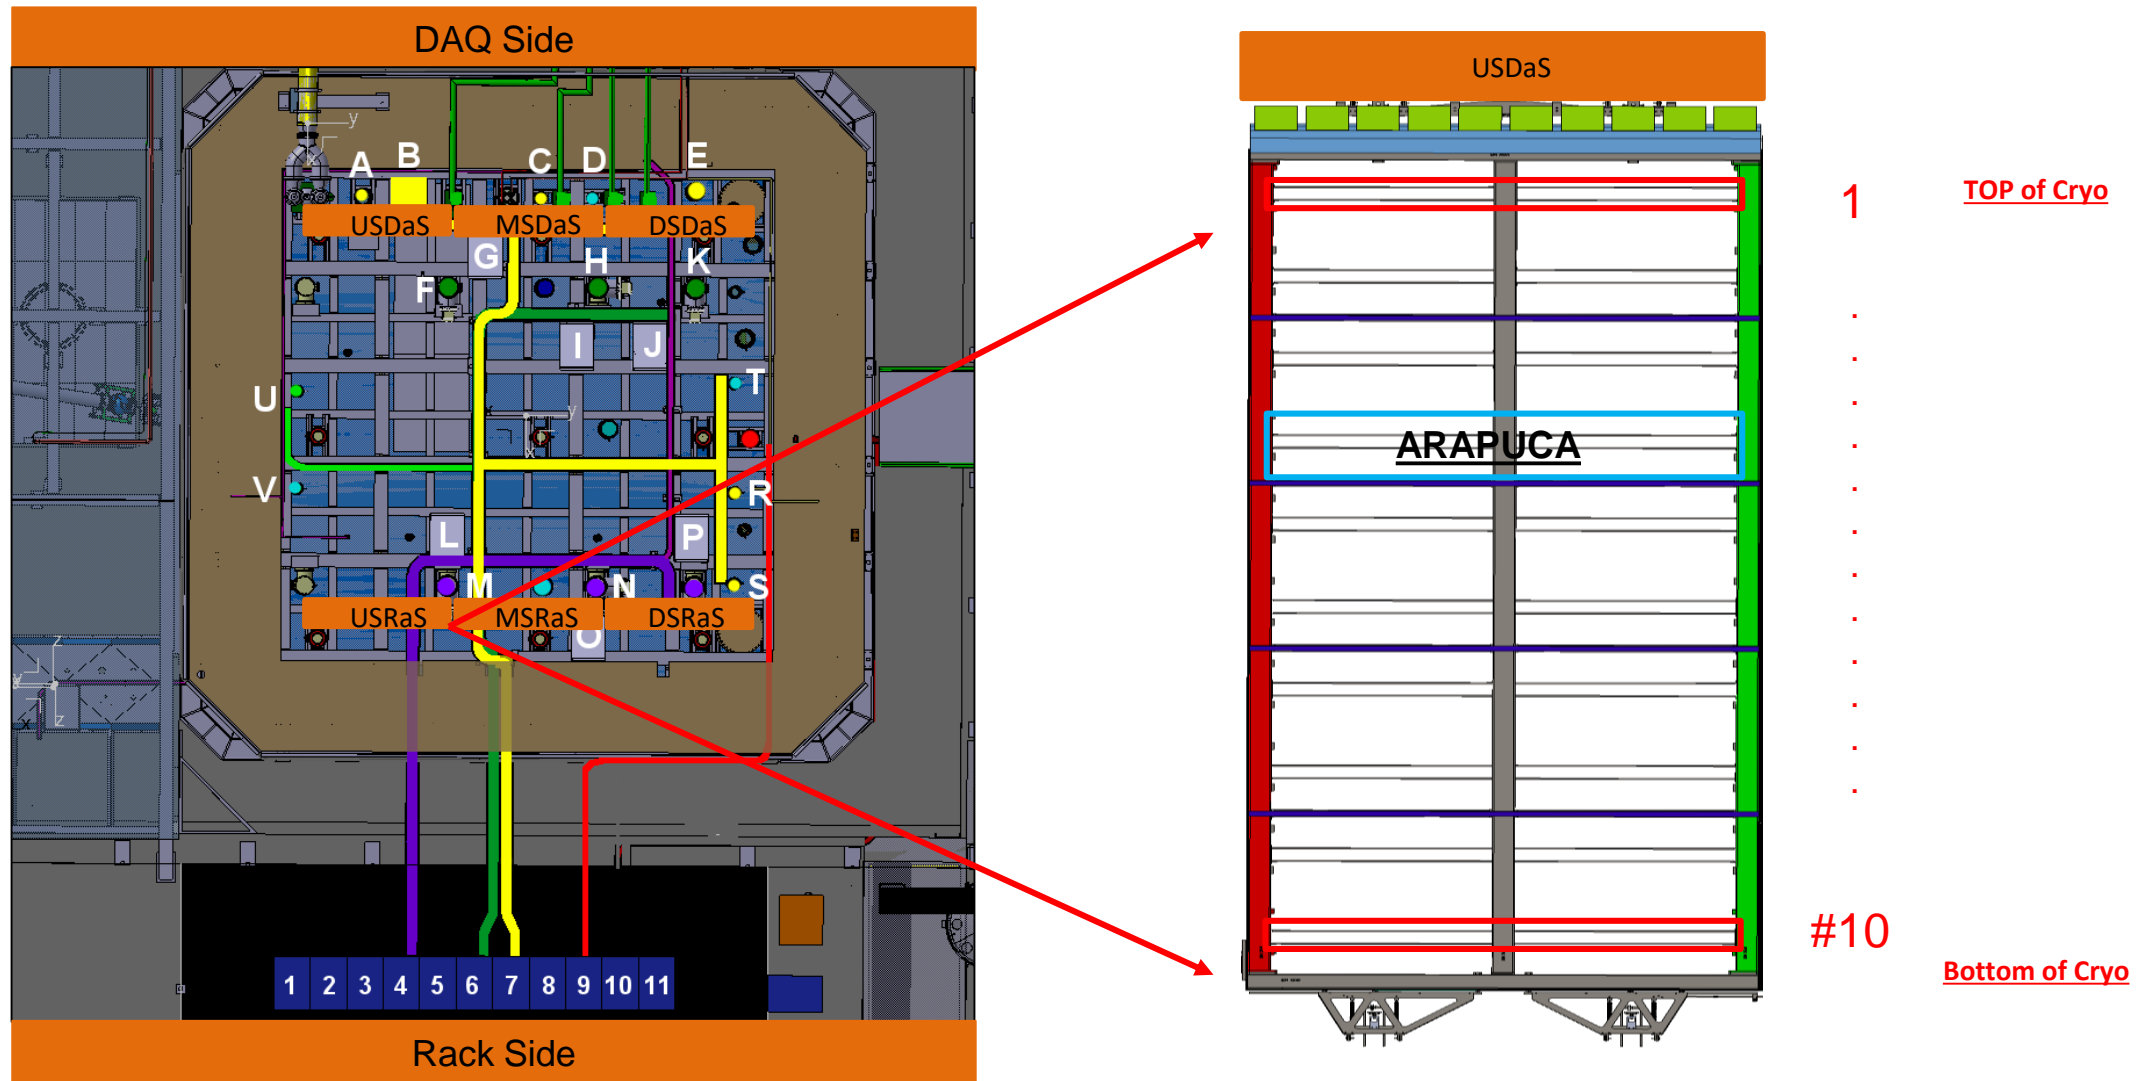 DAQ Side
USDaS
y
x
A
B
C
D
E
USDaS
MSDaS
DSDaS
G
H
K
F
I
J
T
U
x
y
x
V
R
L
P
M
N
S
USRaS
MSRaS
DSRaS
O
z
y
x
z
1 2 3 4 5 6 7 8 9 10 11
Rack Side
1
TOP of Cryo
.
.
.
ARAPUCA
.
.
.
.
.
.
.
.
.
#10
Bottom of Cryo